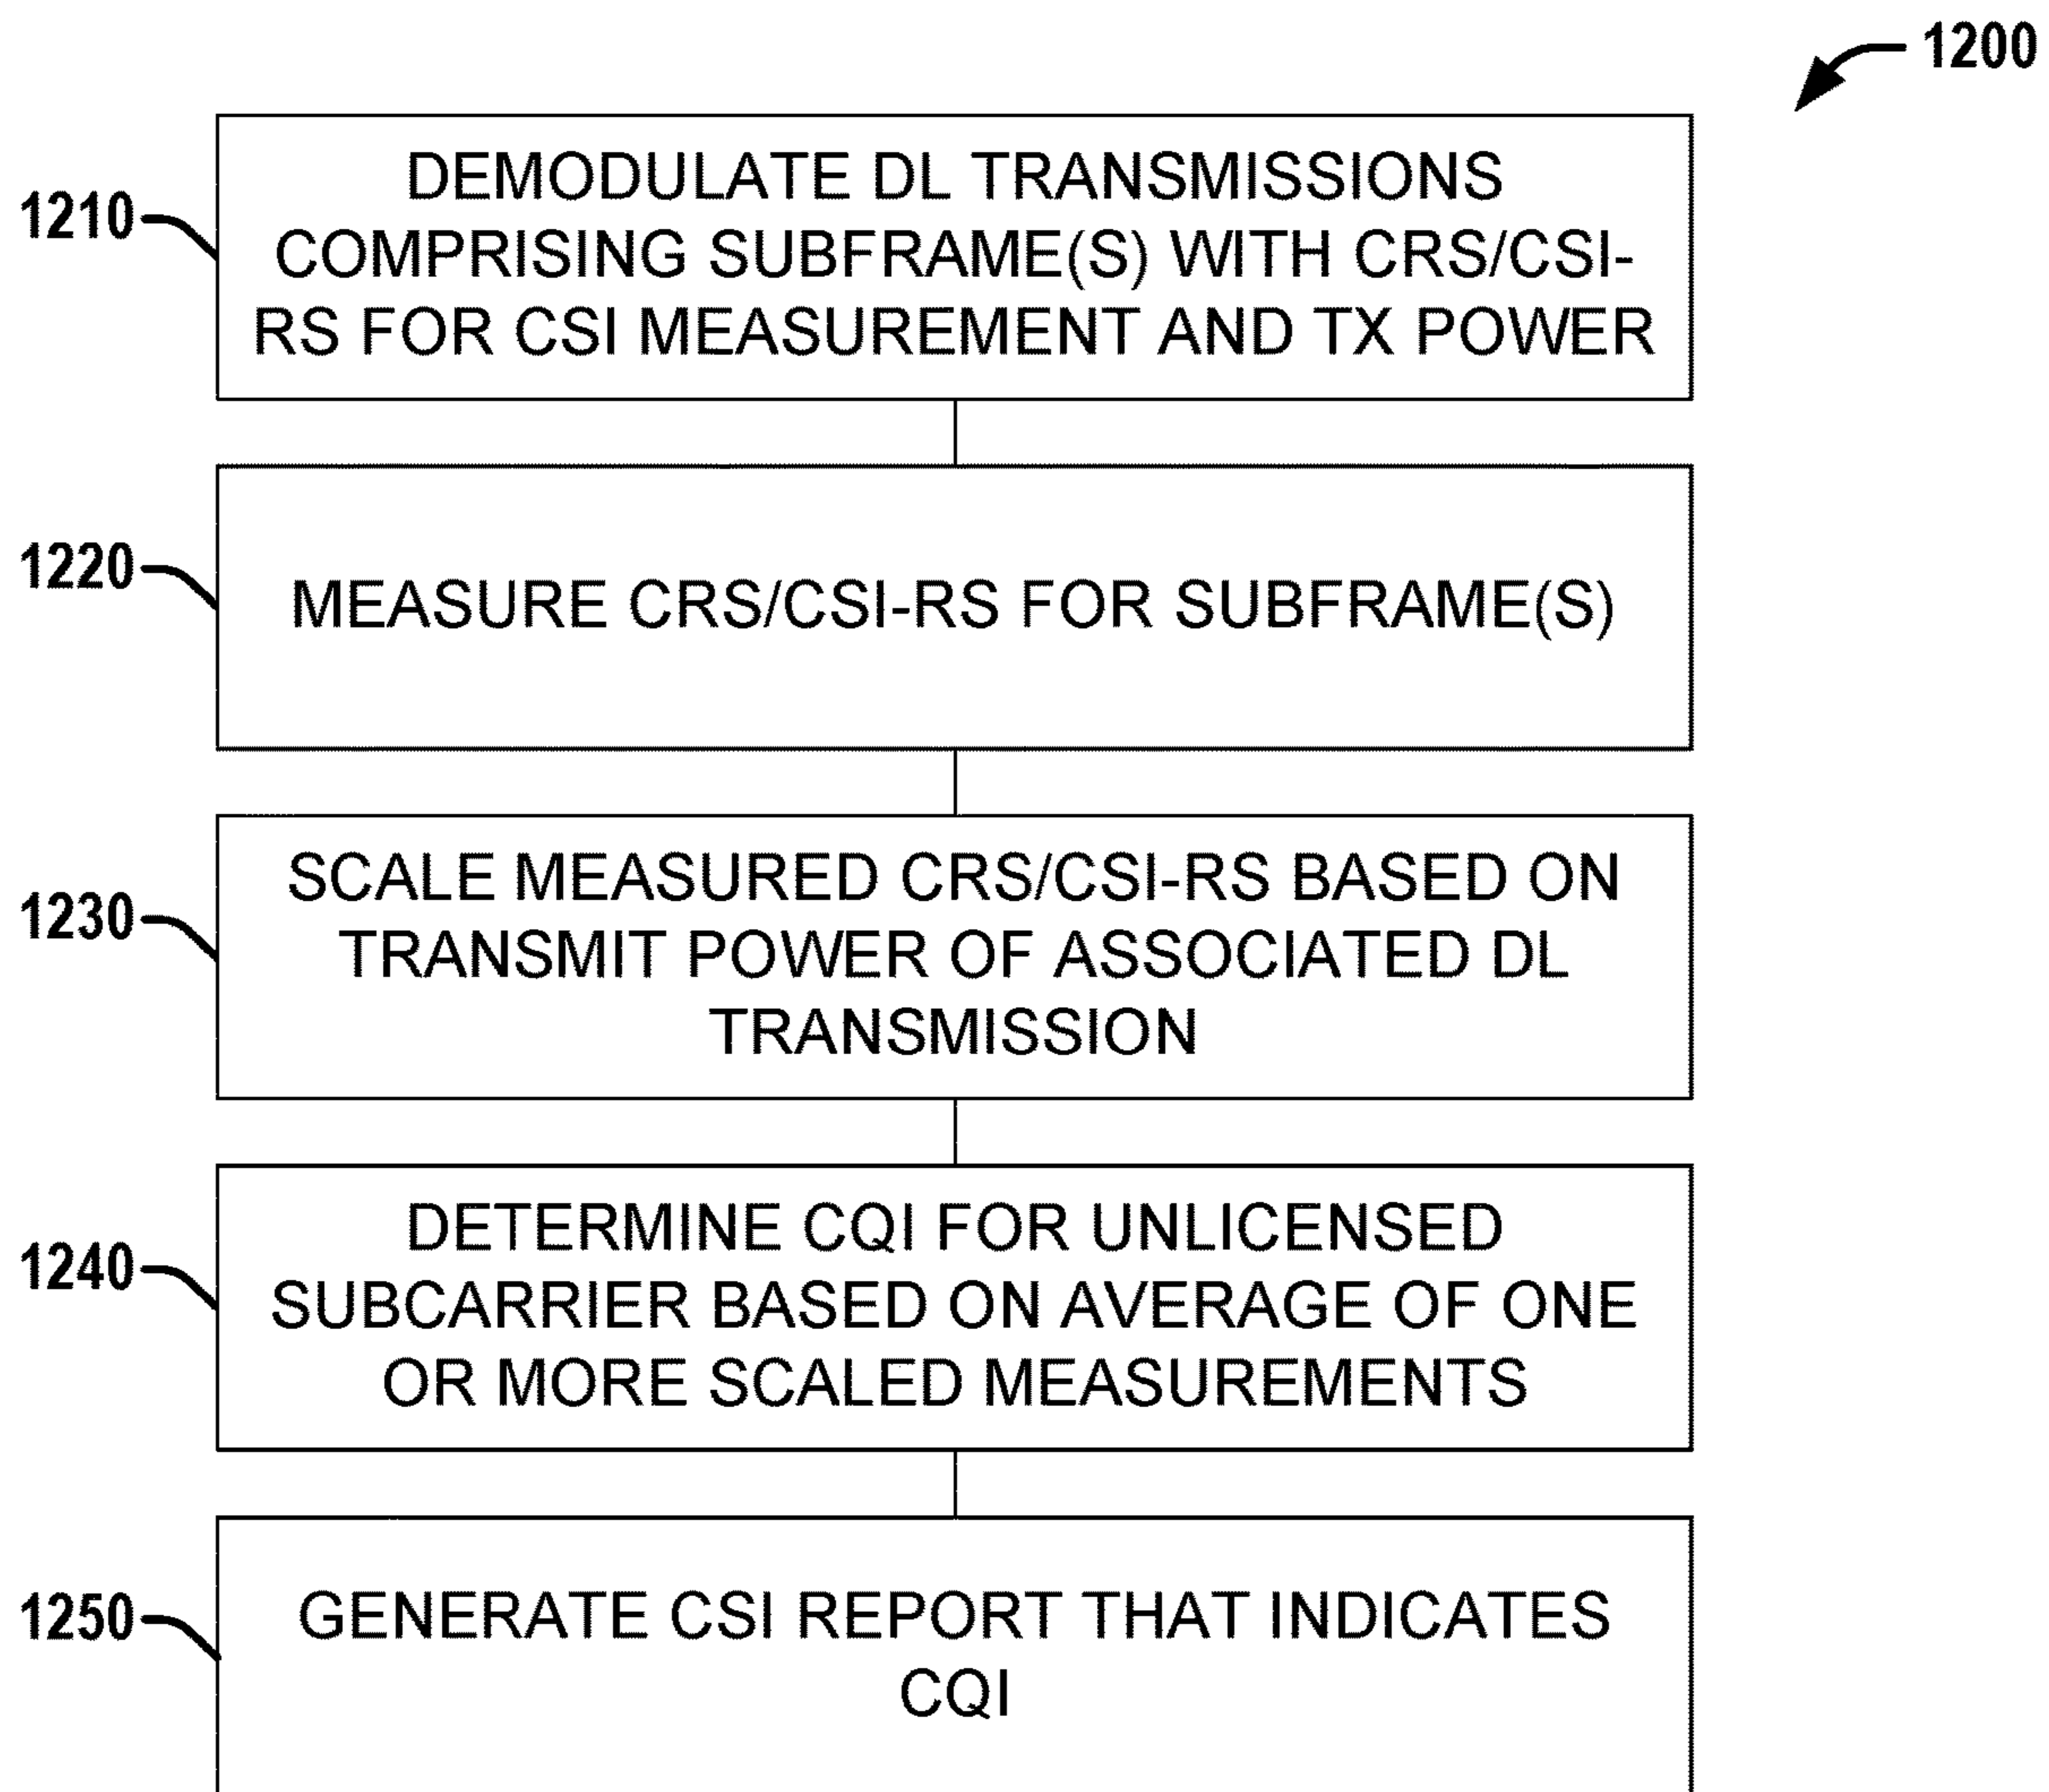 1200
1210
DEMODULATE DL TRANSMISSIONS
COMPRISING SUBFRAME(S) WITH CRS/CSI-
RS FOR CSI MEASUREMENT AND TX POWER
1220
MEASURE CRS/CSI-RS FOR SUBFRAME(S)
1230
SCALE MEASURED CRS/CSI-RS BASED ON
TRANSMIT POWER OF ASSOCIATED DL
TRANSMISSION
1240
DETERMINE CQI FOR UNLICENSED
SUBCARRIER BASED ON AVERAGE OF ONE
OR MORE SCALED MEASUREMENTS
1250
GENERATE CSI REPORT THAT INDICATES
CQI